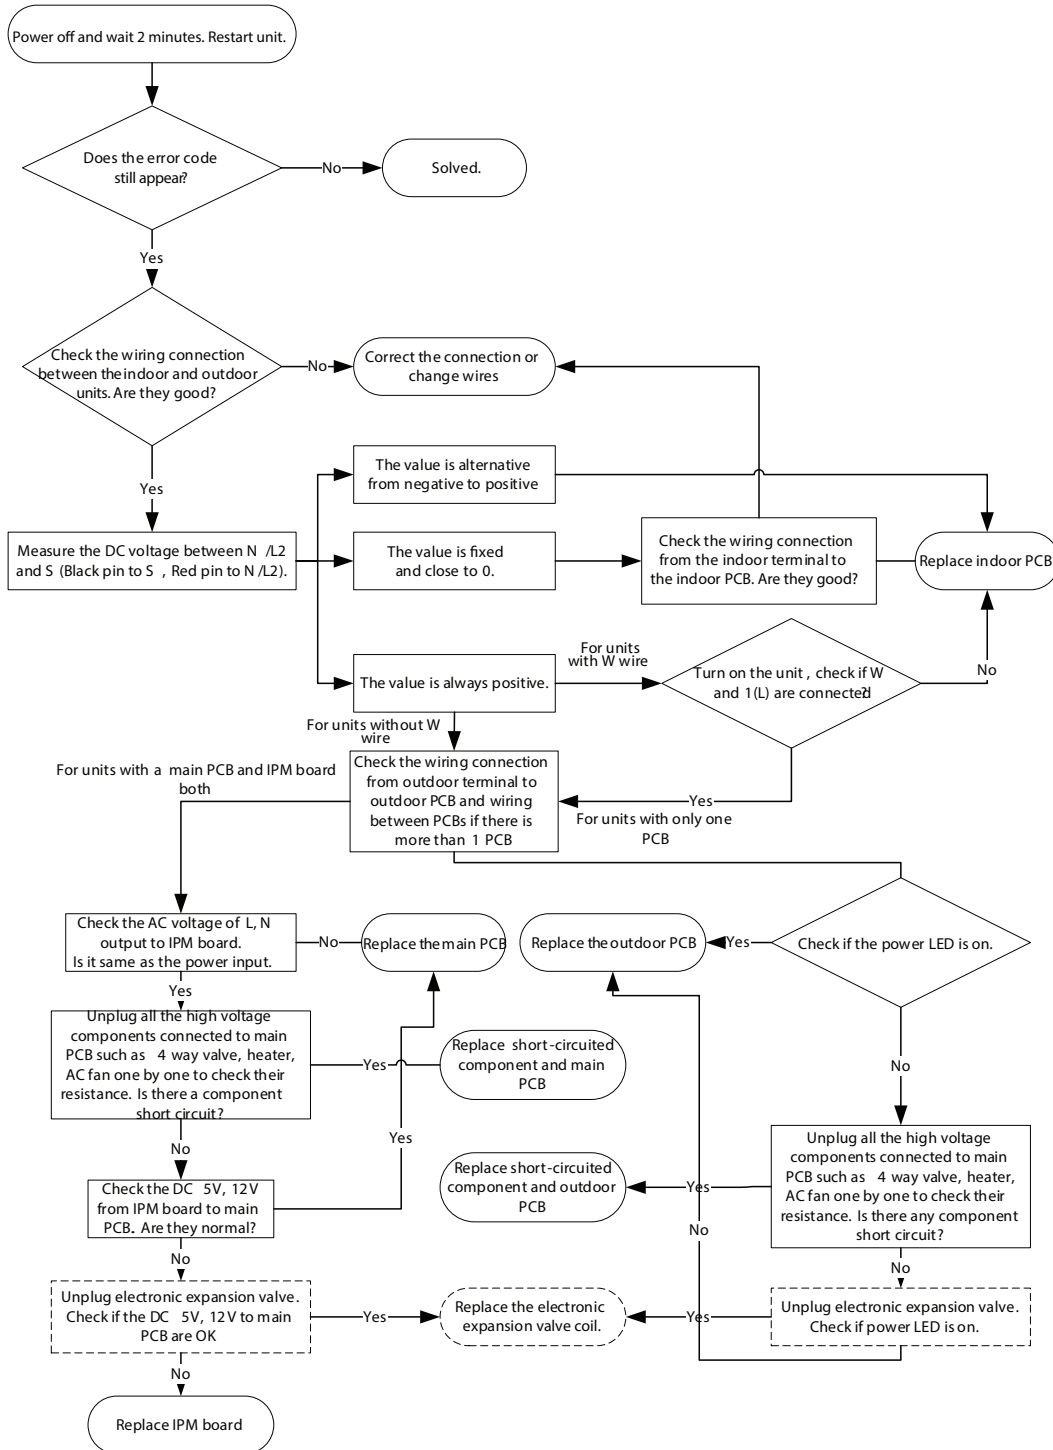 Power off and wait 2 minutes. Restart unit.
Does the error code
still appear?
No
Solved.
Yes
Check the wiring connection
between the indoor and outdoor
units. Are they good?
No
Correct the connection or
change wires
Yes
The value is alternative
from negative to positive
Measure the DC voltage between N /L2
and S (Black pin to S , Red pin to N /L2).
The value is fixed
and close to 0.
Check the wiring connection
from the indoor terminal to
the indoor PCB. Are they good?
Replace indoor PCB
The value is always positive.
For units
with W wire
Turn on the unit , check if W
and 1(L) are connected?
No
For units without W
wire
For units with a main PCB and IPM board
both
Check the wiring connection
from outdoor terminal to
outdoor PCB and wiring
between PCBs if there is
more than 1 PCB
Yes
For units with only one
PCB
Check the AC voltage of L, N
output to IPM board.
Is it same as the power input.
No
Replace the main PCB
Replace the outdoor PCB
Yes
Check if the power LED is on.
Yes
Unplug all the high voltage
components connected to main
PCB such as 4 way valve, heater,
AC fan one by one to check their
resistance. Is there a component
short circuit?
Yes
Replace short-circuited
component and main
PCB
No
No
Yes
Check the DC 5V, 12V
from IPM board to main
PCB. Are they normal?
Replace short-circuited
component and outdoor
PCB
Yes
Unplug all the high voltage
components connected to main
PCB such as 4 way valve, heater,
AC fan one by one to check their
resistance. Is there any component
short circuit?
No
No
No
Unplug electronic expansion valve.
Check if the DC 5V, 12V to main
PCB are OK
Yes
Replace the electronic
expansion valve coil.
Yes
Unplug electronic expansion valve.
Check if power LED is on.
No
Replace IPM board